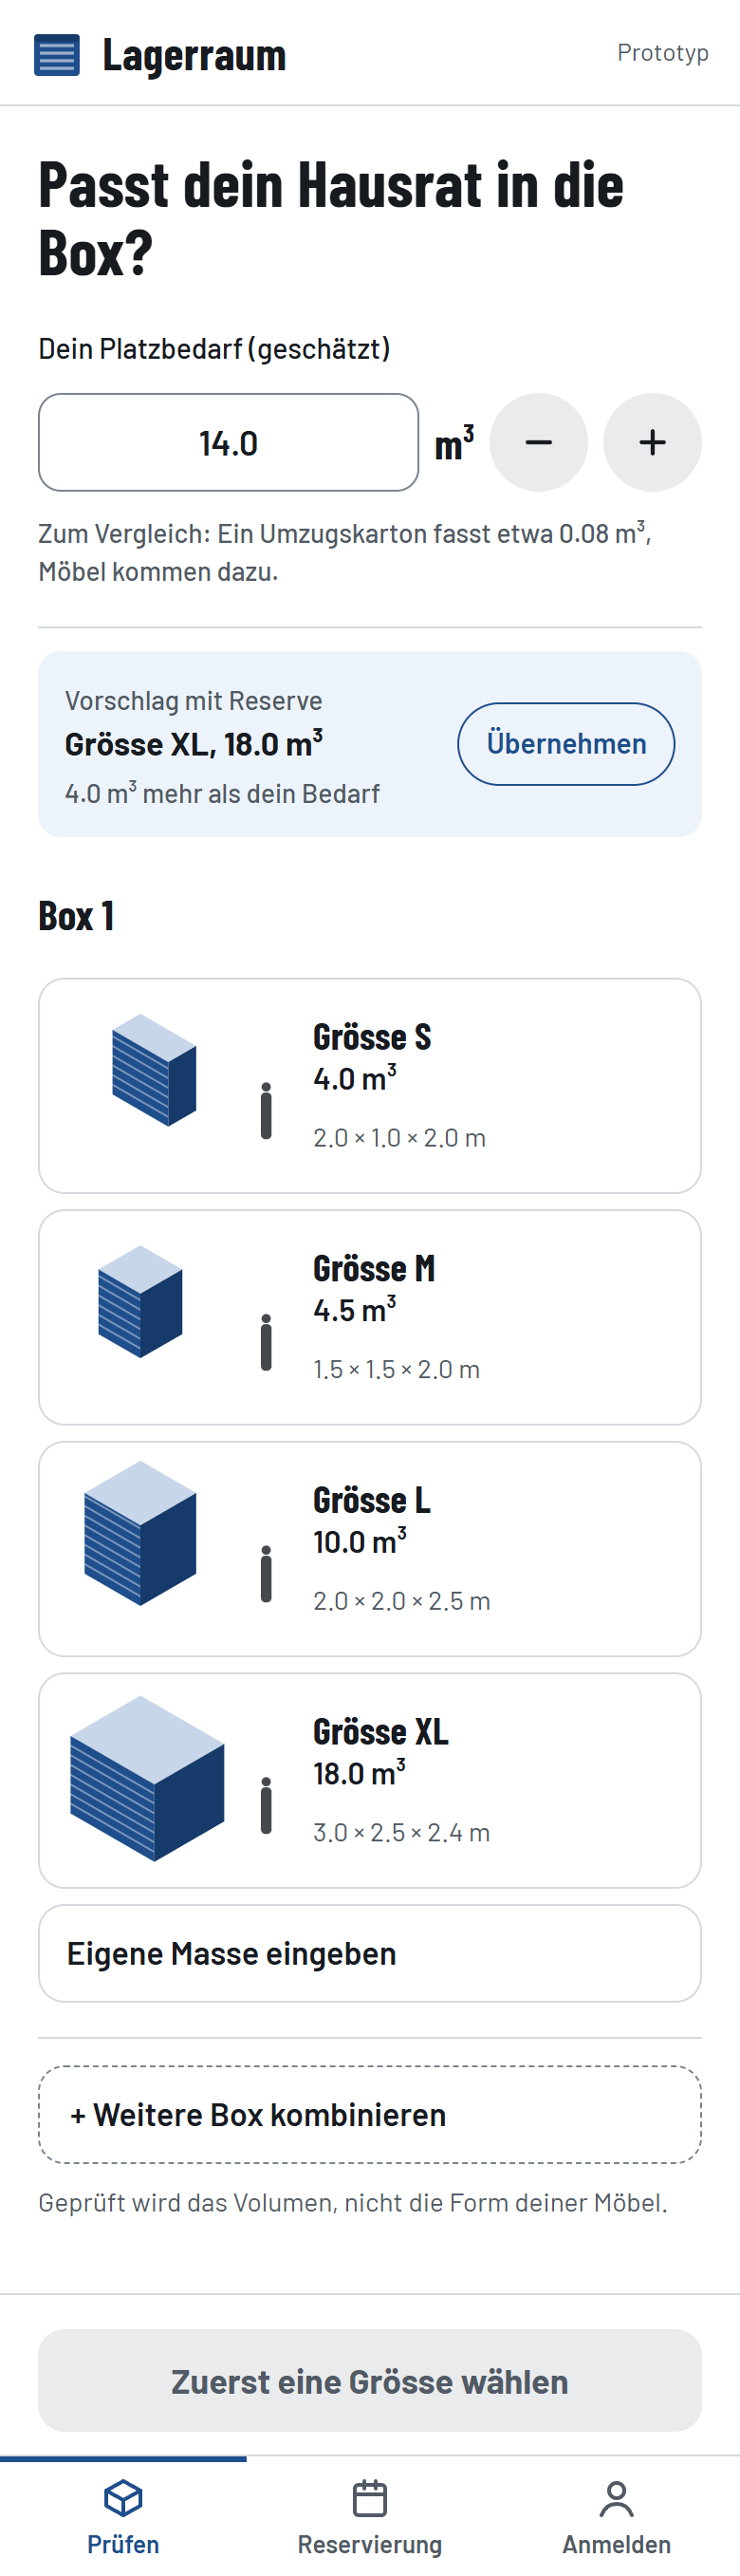 Lagerraum
Prototyp
Passt dein Hausrat in die
Box?
Dein Platzbedarf (geschätzt)
14.0 m³ − +
Zum Vergleich: Ein Umzugskarton fasst etwa 0.08 m³,
Möbel kommen dazu.
Vorschlag mit Reserve
Grösse XL, 18.0 m³
4.0 m³ mehr als dein Bedarf
Übernehmen
Box 1
Grösse S
4.0 m³
2.0 × 1.0 × 2.0 m
Grösse M
4.5 m³
1.5 × 1.5 × 2.0 m
Grösse L
10.0 m³
2.0 × 2.0 × 2.5 m
Grösse XL
18.0 m³
3.0 × 2.5 × 2.4 m
Eigene Masse eingeben
+ Weitere Box kombinieren
Geprüft wird das Volumen, nicht die Form deiner Möbel.
Zuerst eine Grösse wählen
Prüfen
Reservierung
Anmelden